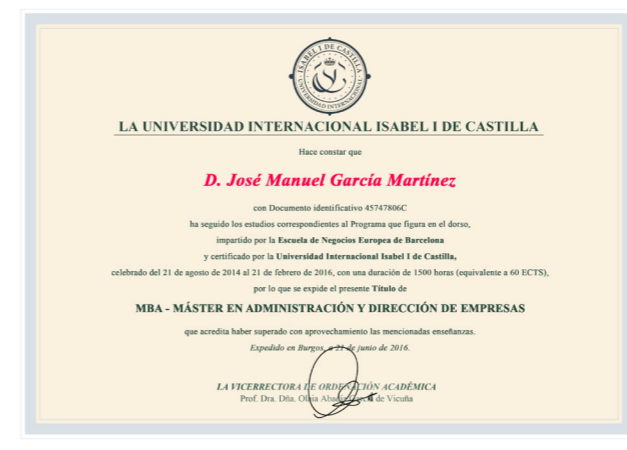 ISABEL I DE CASTILLA
UNIVERSIDAD INTERNACIONAL
LA UNIVERSIDAD INTERNACIONAL ISABEL I DE CASTILLA
Hace constar que
D. José Manuel García Martínez
con Documento identificativo 45747806C
ha seguido los estudios correspondientes al Programa que figura en el dorso,
impartido por la Escuela de Negocios Europea de Barcelona
y certificado por la Universidad Internacional Isabel I de Castilla,
celebrado del 21 de agosto de 2014 al 21 de febrero de 2016, con una duración de 1500 horas (equivalente a 60 ECTS),
por lo que se expide el presente Título de
MBA - MÁSTER EN ADMINISTRACIÓN Y DIRECCIÓN DE EMPRESAS
que acredita haber superado con aprovechamiento las mencionadas enseñanzas.
Expedido en Burgos, a 21 de junio de 2016.
LA VICERRECTORA DE ORDENACIÓN ACADÉMICA
Prof. Dra. Dña. Olaia Abadía García de Vicuña